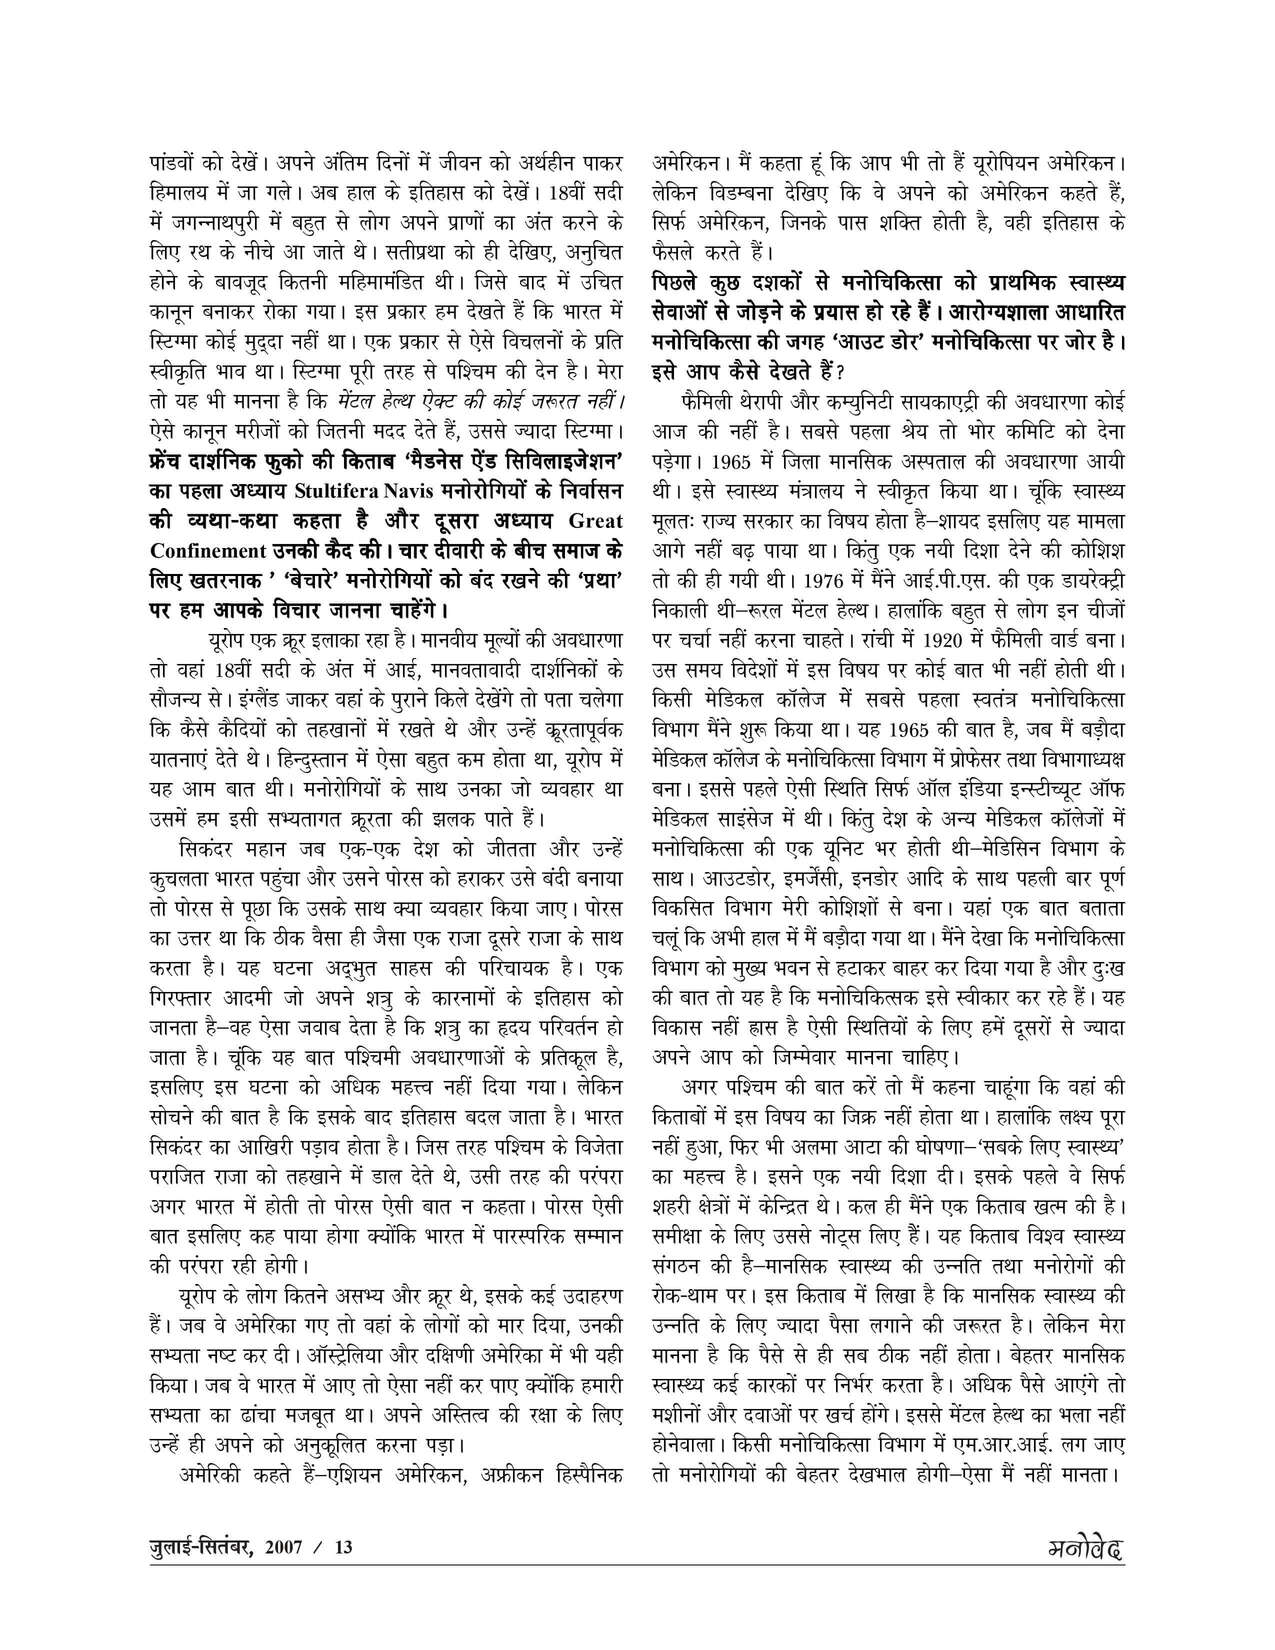 पांडवों को देखें। अपने अंतिम दिनों में जीवन को अर्थहीन पाकर
हिमालय में जा गले। अब हाल के इतिहास को देखें। 18वीं सदी
में जगन्नाथपुरी में बहुत से लोग अपने प्राणों का अंत करने के
लिए रथ के नीचे आ जाते थे। सतीप्रथा को ही देखिए, अनुचित
होने के बावजूद कितनी महिमामंडित थी। जिसे बाद में उचित
कानून बनाकर रोका गया। इस प्रकार हम देखते हैं कि भारत में
स्टिग्मा कोई मुद्दा नहीं था। एक प्रकार से ऐसे विचलनों के प्रति
स्वीकृति भाव था। स्टिग्मा पूरी तरह से पश्चिम की देन है। मेरा
तो यह भी मानना है कि मेंटल हेल्थ ऐक्ट की कोई जरूरत नहीं।
ऐसे कानून मरीजों को जितनी मदद देते हैं, उससे ज्यादा स्टिग्मा।
फ्रेंच दार्शनिक फुको की किताब ‘मैडनेस ऐंड सिविलाइजेशन’
का पहला अध्याय Stultifera Navis मनोरोगियों के निर्वासन
की व्यथा-कथा कहता है और दूसरा अध्याय Great
Confinement उनकी कैद की। चार दीवारी के बीच समाज के
लिए खतरनाक ’ ‘बेचारे’ मनोरोगियों को बंद रखने की ‘प्रथा’
पर हम आपके विचार जानना चाहेंगे।
यूरोप एक क्रूर इलाका रहा है। मानवीय मूल्यों की अवधारणा
तो वहां 18वीं सदी के अंत में आई, मानवतावादी दार्शनिकों के
सौजन्य से। इंग्लैंड जाकर वहां के पुराने किले देखेंगे तो पता चलेगा
कि कैसे कैदियों को तहखानों में रखते थे और उन्हें क्रूरतापूर्वक
यातनाएं देते थे। हिन्दुस्तान में ऐसा बहुत कम होता था, यूरोप में
यह आम बात थी। मनोरोगियों के साथ उनका जो व्यवहार था
उसमें हम इसी सभ्यतागत क्रूरता की झलक पाते हैं।
सिकंदर महान जब एक-एक देश को जीतता और उन्हें
कुचलता भारत पहुंचा और उसने पोरस को हराकर उसे बंदी बनाया
तो पोरस से पूछा कि उसके साथ क्या व्यवहार किया जाए। पोरस
का उत्तर था कि ठीक वैसा ही जैसा एक राजा दूसरे राजा के साथ
करता है। यह घटना अद्भुत साहस की परिचायक है। एक
गिरफ्तार आदमी जो अपने शत्रु के कारनामों के इतिहास को
जानता है–वह ऐसा जवाब देता है कि शत्रु का हृदय परिवर्तन हो
जाता है। चूंकि यह बात पश्चिमी अवधारणाओं के प्रतिकूल है,
इसलिए इस घटना को अधिक महत्त्व नहीं दिया गया। लेकिन
सोचने की बात है कि इसके बाद इतिहास बदल जाता है। भारत
सिकंदर का आखिरी पड़ाव होता है। जिस तरह पश्चिम के विजेता
पराजित राजा को तहखाने में डाल देते थे, उसी तरह की परंपरा
अगर भारत में होती तो पोरस ऐसी बात न कहता। पोरस ऐसी
बात इसलिए कह पाया होगा क्योंकि भारत में पारस्परिक सम्मान
की परंपरा रही होगी।
यूरोप के लोग कितने असभ्य और क्रूर थे, इसके कई उदाहरण
हैं। जब वे अमेरिका गए तो वहां के लोगों को मार दिया, उनकी
सभ्यता नष्ट कर दी। ऑस्ट्रेलिया और दक्षिणी अमेरिका में भी यही
किया। जब वे भारत में आए तो ऐसा नहीं कर पाए क्योंकि हमारी
सभ्यता का ढांचा मजबूत था। अपने अस्तित्व की रक्षा के लिए
उन्हें ही अपने को अनुकूलित करना पड़ा।
अमेरिकी कहते हैं–एशियन अमेरिकन, अफ्रीकन हिस्पैनिक
अमेरिकन। मैं कहता हूं कि आप भी तो हैं यूरोपियन अमेरिकन।
लेकिन विडम्बना देखिए कि वे अपने को अमेरिकन कहते हैं,
सिर्फ अमेरिकन, जिनके पास शक्ति होती है, वही इतिहास के
फैसले करते हैं।
पिछले कुछ दशकों से मनोचिकित्सा को प्राथमिक स्वास्थ्य
सेवाओं से जोड़ने के प्रयास हो रहे हैं। आरोग्यशाला आधारित
मनोचिकित्सा की जगह ‘आउट डोर’ मनोचिकित्सा पर जोर है।
इसे आप कैसे देखते हैं?
फैमिली थेरापी और कम्युनिटी सायकाएट्री की अवधारणा कोई
आज की नहीं है। सबसे पहला श्रेय तो भोर कमिटि को देना
पड़ेगा। 1965 में जिला मानसिक अस्पताल की अवधारणा आयी
थी। इसे स्वास्थ्य मंत्रालय ने स्वीकृत किया था। चूंकि स्वास्थ्य
मूलतः राज्य सरकार का विषय होता है–शायद इसलिए यह मामला
आगे नहीं बढ़ पाया था। किंतु एक नयी दिशा देने की कोशिश
तो की ही गयी थी। 1976 में मैंने आई.पी.एस. की एक डायरेक्ट्री
निकाली थी–रूरल मेंटल हेल्थ। हालांकि बहुत से लोग इन चीजों
पर चर्चा नहीं करना चाहते। रांची में 1920 में फैमिली वार्ड बना।
उस समय विदेशों में इस विषय पर कोई बात भी नहीं होती थी।
किसी मेडिकल कॉलेज में सबसे पहला स्वतंत्र मनोचिकित्सा
विभाग मैंने शुरू किया था। यह 1965 की बात है, जब मैं बड़ौदा
मेडिकल कॉलेज के मनोचिकित्सा विभाग में प्रोफेसर तथा विभागाध्यक्ष
बना। इससे पहले ऐसी स्थिति सिर्फ ऑल इंडिया इन्स्टीच्यूट ऑफ
मेडिकल साइंसेज में थी। किंतु देश के अन्य मेडिकल कॉलेजों में
मनोचिकित्सा की एक यूनिट भर होती थी–मेडिसिन विभाग के
साथ। आउटडोर, इमर्जेंसी, इनडोर आदि के साथ पहली बार पूर्ण
विकसित विभाग मेरी कोशिशों से बना। यहां एक बात बताता
चलूं कि अभी हाल में मैं बड़ौदा गया था। मैंने देखा कि मनोचिकित्सा
विभाग को मुख्य भवन से हटाकर बाहर कर दिया गया है और दुःख
की बात तो यह है कि मनोचिकित्सक इसे स्वीकार कर रहे हैं। यह
विकास नहीं ह्रास है ऐसी स्थितियों के लिए हमें दूसरों से ज्यादा
अपने आप को जिम्मेवार मानना चाहिए।
अगर पश्चिम की बात करें तो मैं कहना चाहूंगा कि वहां की
किताबों में इस विषय का जिक्र नहीं होता था। हालांकि लक्ष्य पूरा
नहीं हुआ, फिर भी अलमा आटा की घोषणा–‘सबके लिए स्वास्थ्य’
का महत्त्व है। इसने एक नयी दिशा दी। इसके पहले वे सिर्फ
शहरी क्षेत्रों में केन्द्रित थे। कल ही मैंने एक किताब खत्म की है।
समीक्षा के लिए उससे नोट्स लिए हैं। यह किताब विश्व स्वास्थ्य
संगठन की है–मानसिक स्वास्थ्य की उन्नति तथा मनोरोगों की
रोक-थाम पर। इस किताब में लिखा है कि मानसिक स्वास्थ्य की
उन्नति के लिए ज्यादा पैसा लगाने की जरूरत है। लेकिन मेरा
मानना है कि पैसे से ही सब ठीक नहीं होता। बेहतर मानसिक
स्वास्थ्य कई कारकों पर निर्भर करता है। अधिक पैसे आएंगे तो
मशीनों और दवाओं पर खर्च होंगे। इससे मेंटल हेल्थ का भला नहीं
होनेवाला। किसी मनोचिकित्सा विभाग में एम.आर.आई. लग जाए
तो मनोरोगियों की बेहतर देखभाल होगी–ऐसा मैं नहीं मानता।
जुलाई-सितंबर, 2007 / 13
मनोवेद